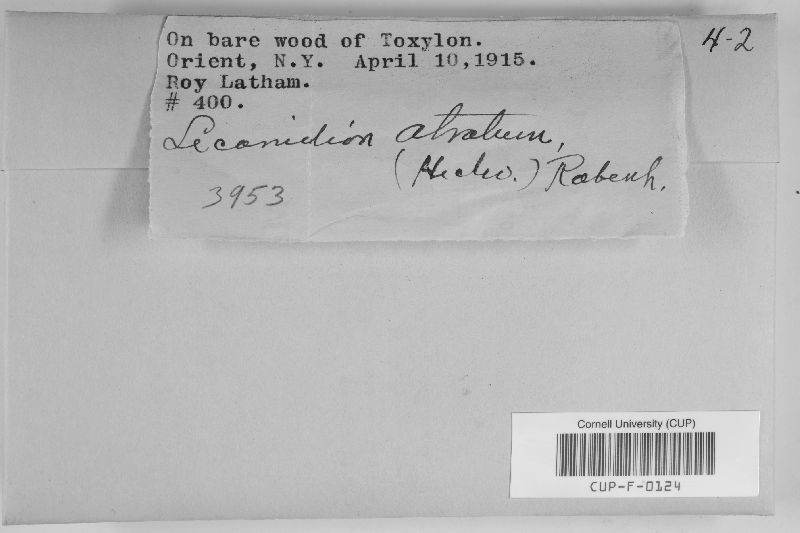 On bare wood of Toxylon.
4-2
Orient, N.Y.  April 10,1915.
Roy Latham.
# 400.
Lecanidion atratum,
(Hedw.) Rabenh.
3953
Cornell University (CUP)
CUP-F-0124